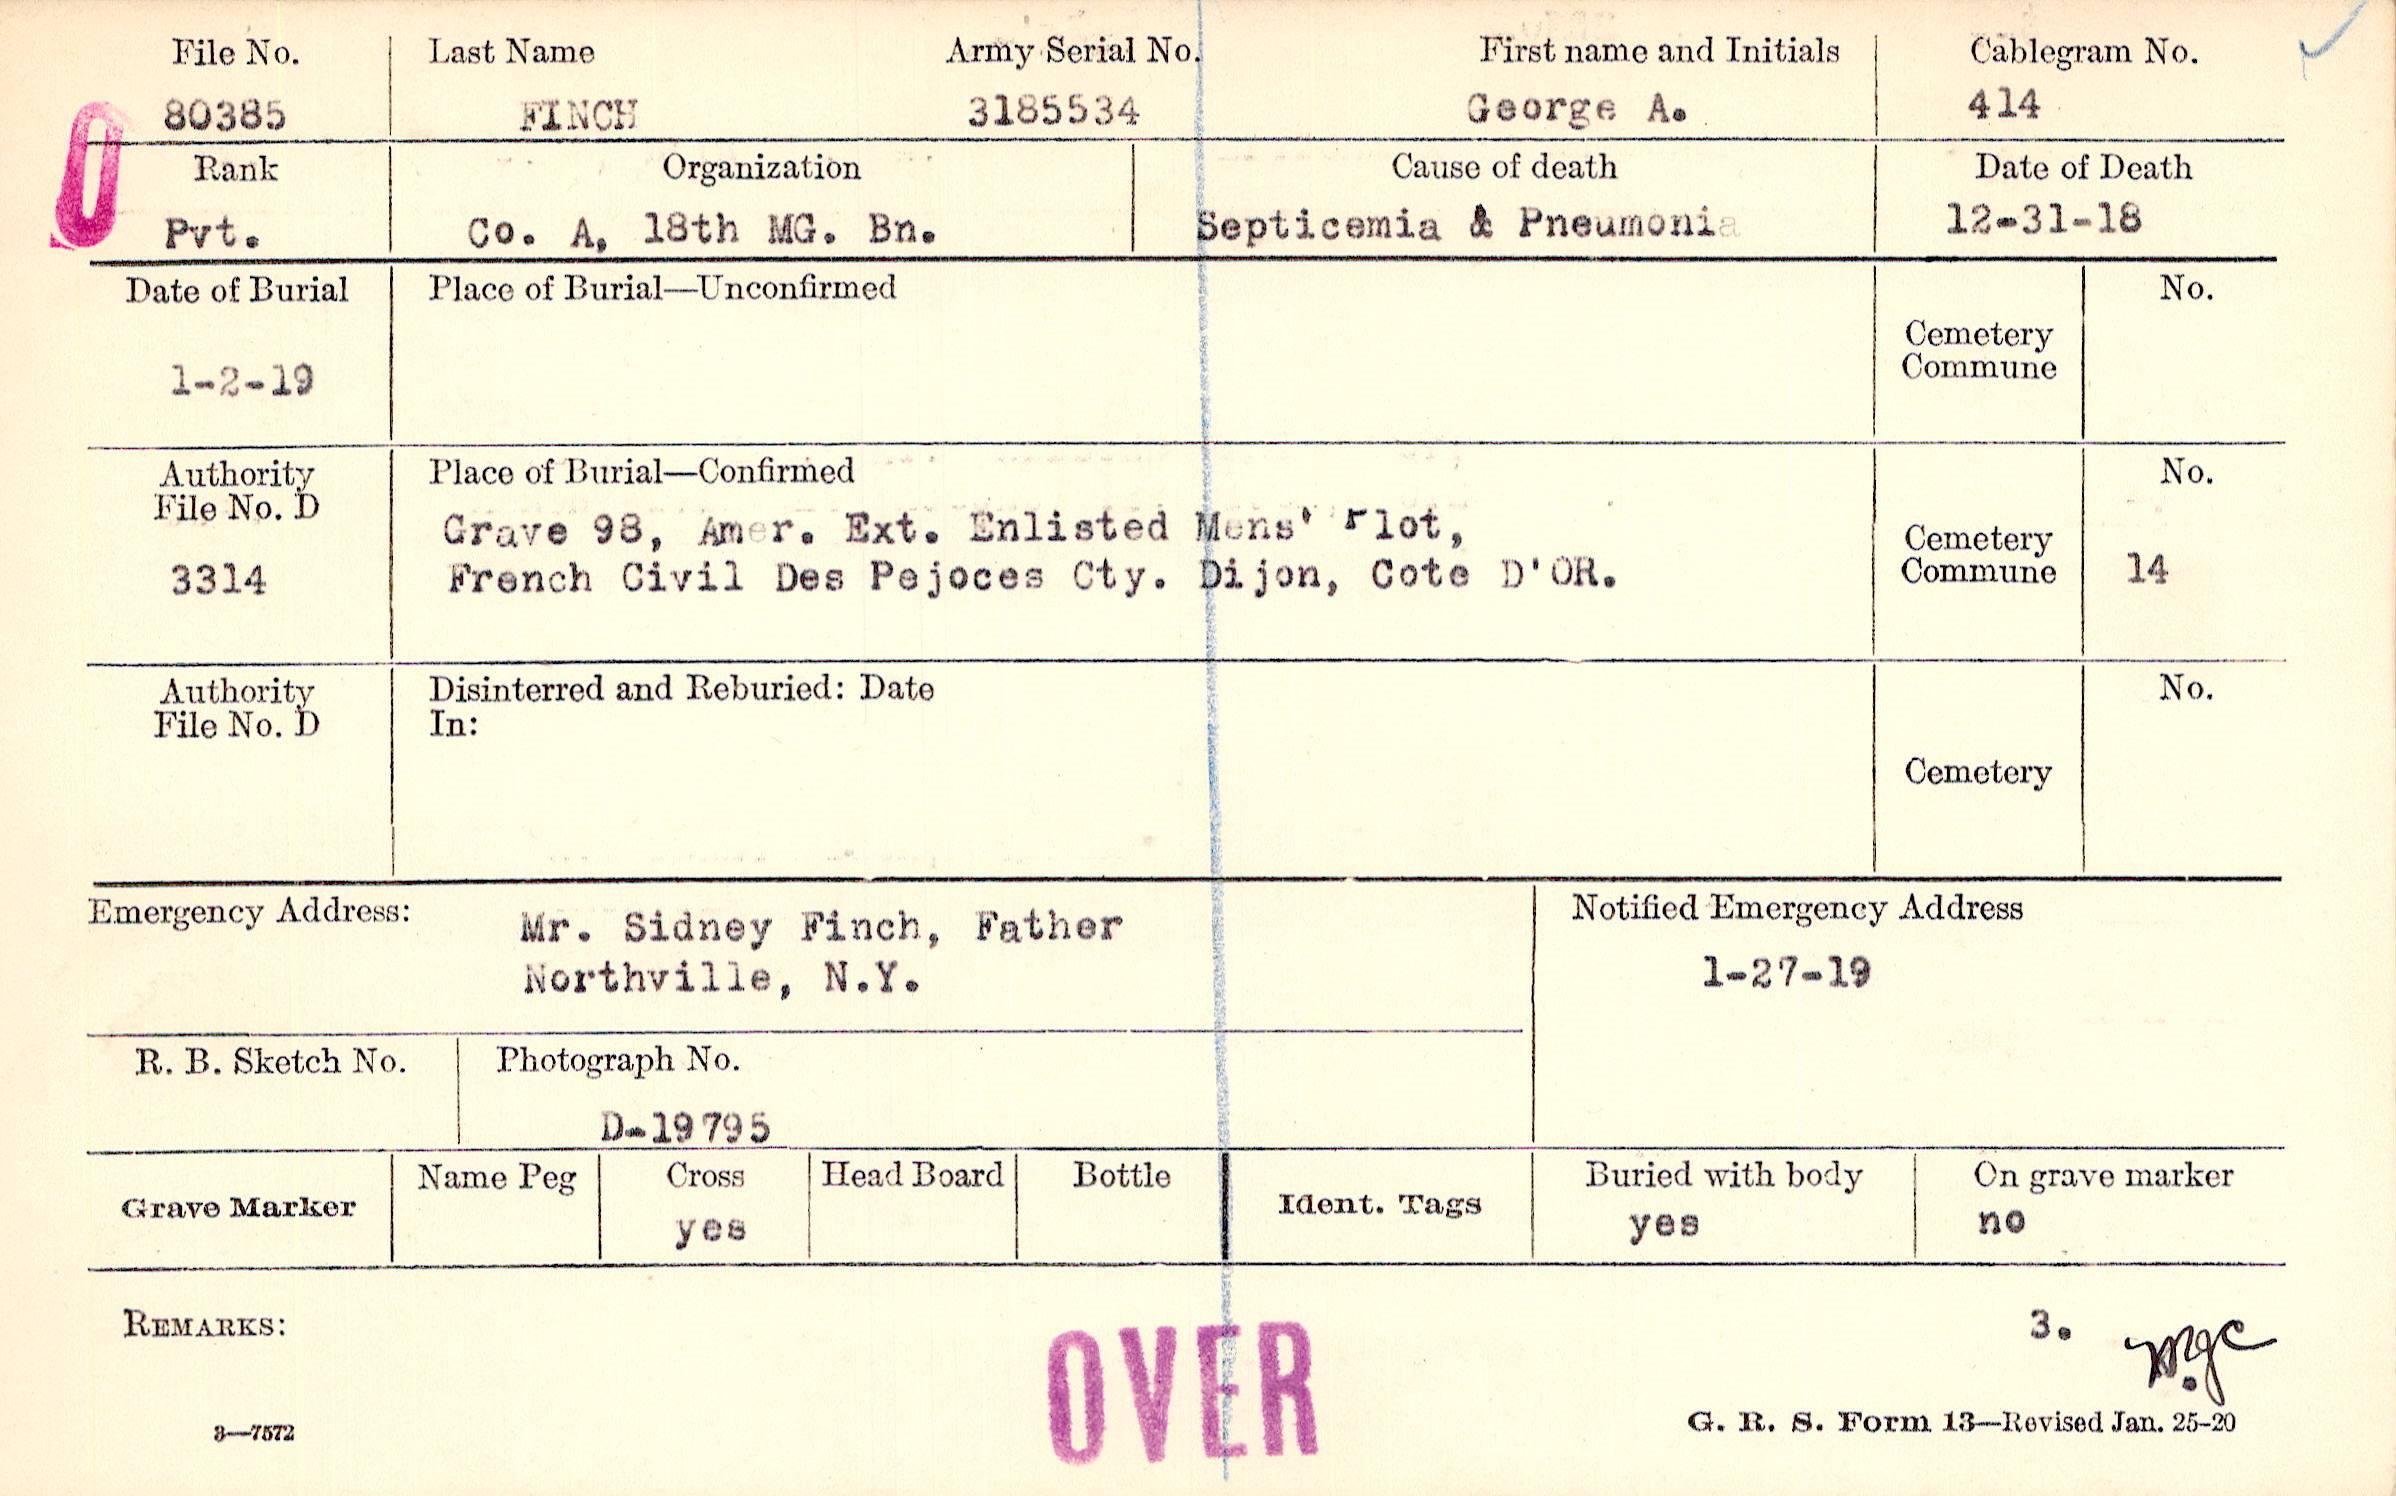 File No. Last Name Army Serial No. First name and Initials Cablegram No.
80385 FINCH 3185534 George A. 414
Rank Organization Cause of death Date of Death
Pvt. Co. A, 18th MG. Bn. Septicemia & Pneumonia 12-31-18
Date of Burial Place of Burial—Unconfirmed No.
Cemetery
Commune
1-2-19
Authority Place of Burial—Confirmed No.
File No. D
Grave 98, Amer. Ext. Enlisted Mens' Plot,
Cemetery
3314 French Civil Des Pejoces Cty. Dijon, Cote D'OR. Commune 14
Authority Disinterred and Reburied: Date No.
File No. D In:
Cemetery
Emergency Address: Mr. Sidney Finch, Father Notified Emergency Address
Northville, N.Y. 1-27-19
R. B. Sketch No. Photograph No.
D-19795
Name Peg Cross Head Board Bottle Buried with body On grave marker
Grave Marker Ident. Tags
yes yes no
REMARKS: 3.
OVER
3—7572 G. R. S. Form 13—Revised Jan. 25-20